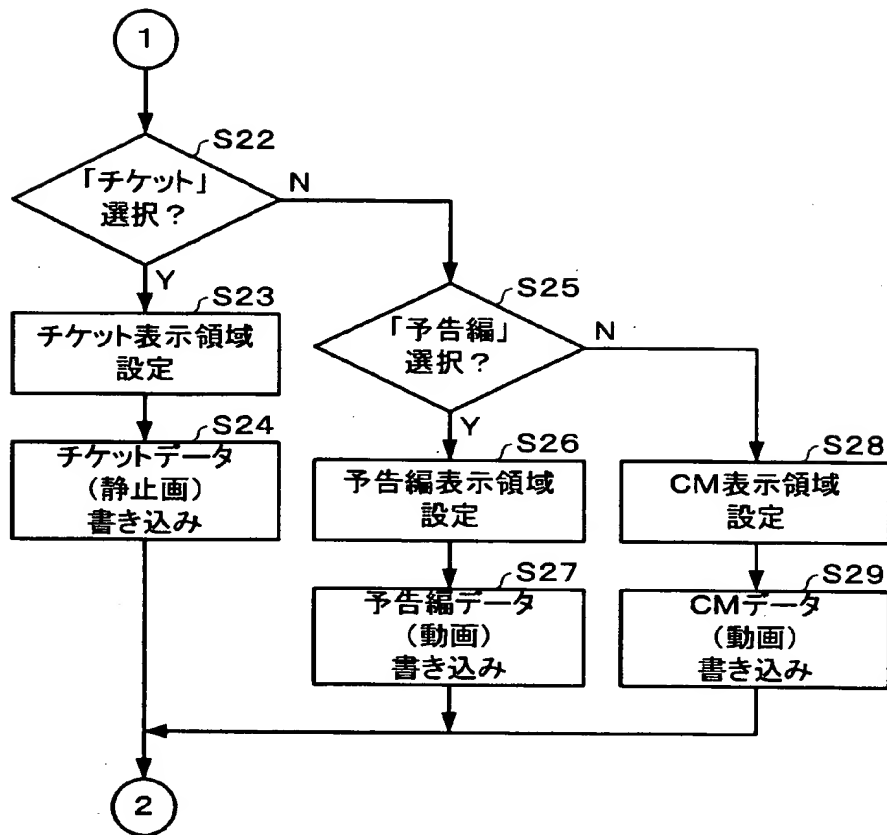 1
S22
「チケット」
選択？
N
Y
S23
チケット表示領域
設定
S24
チケットデータ
（静止画）
書き込み
S25
「予告編」
選択？
N
Y
S26
予告編表示領域
設定
S27
予告編データ
（動画）
書き込み
S28
CM表示領域
設定
S29
CMデータ
（動画）
書き込み
2